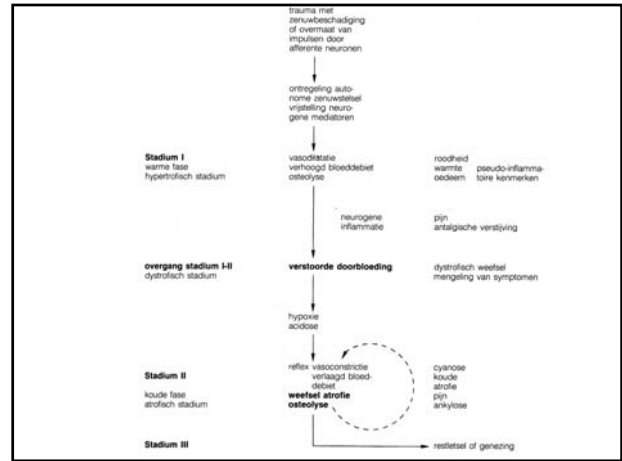 trauma met
zenuwbeschadiging
of overmaat van
impulsen door
afferente neuronen
ontregeling auto-
nome zenuwstelsel
vrijstelling neuro-
gene mediatoren
Stadium I
warme fase
hypertrofisch stadium
vasodilatatie
verhoogd bloeddebiet
osteolyse
roodheid
warmte pseudo-inflamma-
oedeem toire kenmerken
neurogene
inflammatie
pijn
antalgische verstijving
overgang stadium I-II
dystrofisch stadium
verstoorde doorbloeding
dystrofisch weefsel
mengeling van symptomen
hypoxie
acidose
Stadium II
koude fase
atrofisch stadium
reflex vasoconstrictie
verlaagd bloed-
debiet
weefsel atrofie
osteolyse
cyanose
koude
atrofie
pijn
ankylose
Stadium III
restletsel of genezing